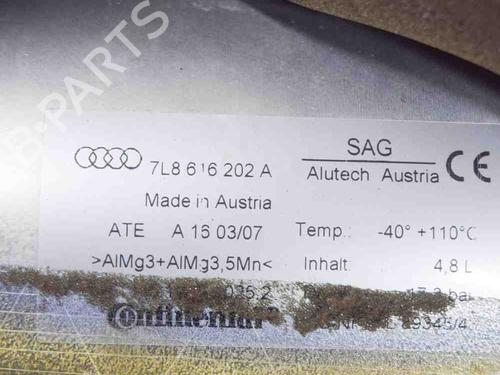 7L8 616 202 A
Made in Austria
ATE A 16 03/07
>AlMg3+AlMg3,5Mn<
SAG
Alutech Austria
CE
Temp.: -40° +110°C
Inhalt: 4,8 L
Continental